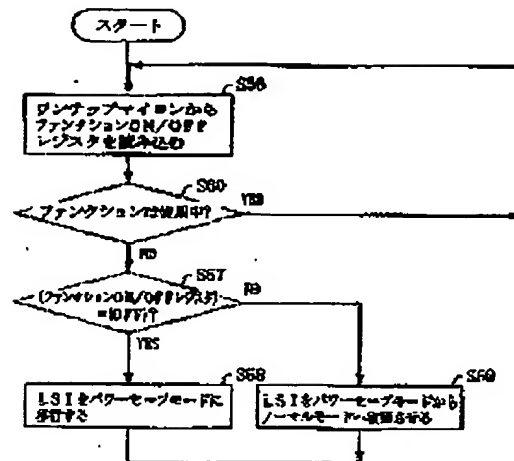 スタート
S56
ワンチップマイコンから
ファンクションON/OFF
レジスタを読み込む
S60
ファンクションは使用中?
YES
NO
S57
(ファンクションON/OFFレジスタ)
=(OFF)?
NO
YES
S58
LSIをパワーセーブモードに
移行する
S59
LSIをパワーセーブモードから
ノーマルモードへ復帰させる